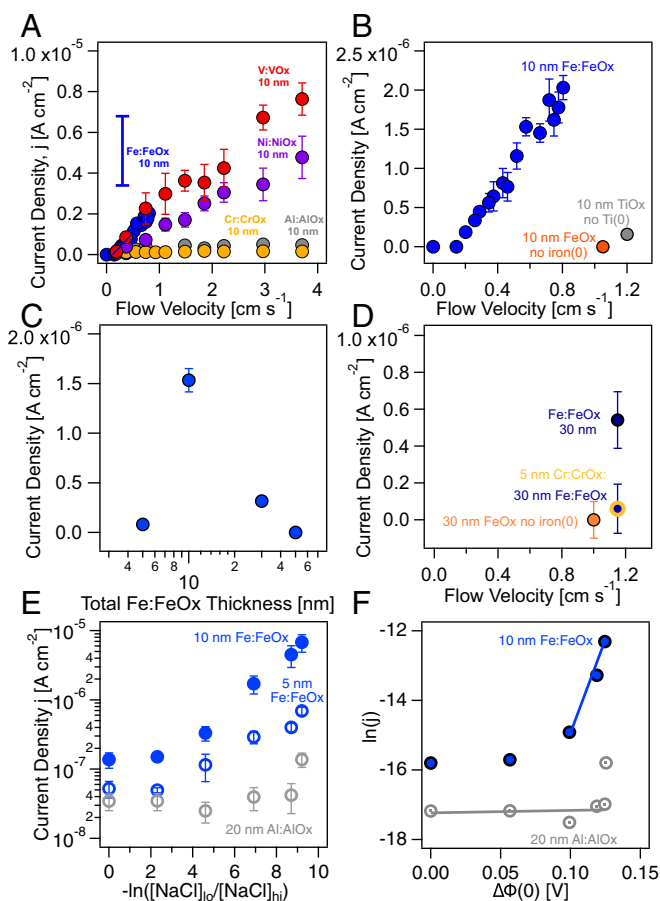 A
1.0 x 10⁻⁵
0.8
0.6
0.4
0.2
0.0
Current Density, j [A cm⁻²]
V:VOx
10 nm
Fe:FeOx
10 nm
Ni:NiOx
10 nm
Cr:CrOx
10 nm
Al:AlOx
10 nm
0 1 2 3 4
Flow Velocity [cm s⁻¹]
B
2.5 x 10⁻⁶
2.0
1.5
1.0
0.5
0.0
Current Density [A cm⁻²]
10 nm Fe:FeOx
10 nm TiOx
no Ti(0)
10 nm FeOx
no iron(0)
0.0 0.4 0.8 1.2
Flow Velocity [cm s⁻¹]
C
2.0 x 10⁻⁶
1.5
1.0
0.5
0.0
Current Density [A cm⁻²]
4 6 8 10 2 4 6
Total Fe:FeOx Thickness [nm]
D
1.0 x 10⁻⁶
0.8
0.6
0.4
0.2
0.0
Current Density [A cm⁻²]
Fe:FeOx
30 nm
5 nm Cr:CrOx:
30 nm Fe:FeOx
30 nm FeOx no iron(0)
0.0 0.4 0.8 1.2
Flow Velocity [cm s⁻¹]
E
10⁻⁵
4
2
10⁻⁶
4
2
10⁻⁷
4
2
10⁻⁸
Current Density j [A cm⁻²]
10 nm Fe:FeOx
5 nm
Fe:FeOx
20 nm Al:AlOx
0 2 4 6 8 10
-ln([NaCl]lo/[NaCl]hi)
F
-12
-14
-16
-18
ln(j)
10 nm Fe:FeOx
20 nm Al:AlOx
0.00 0.05 0.10 0.15
ΔΦ(0) [V]